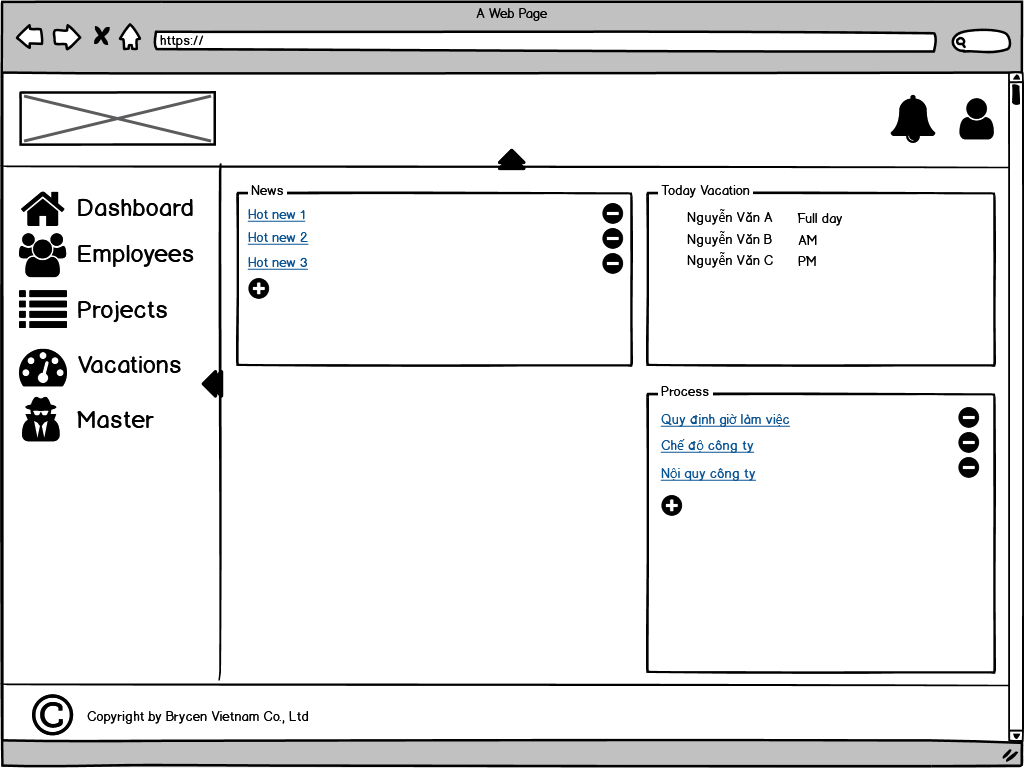 A Web Page
https://
Dashboard
Employees
Projects
Vacations
Master
News
Hot new 1
Hot new 2
Hot new 3
Today Vacation
Nguyễn Văn A Full day
Nguyễn Văn B AM
Nguyễn Văn C PM
Process
Quy định giờ làm việc
Chế độ công ty
Nội quy công ty
© Copyright by Brycen Vietnam Co., Ltd